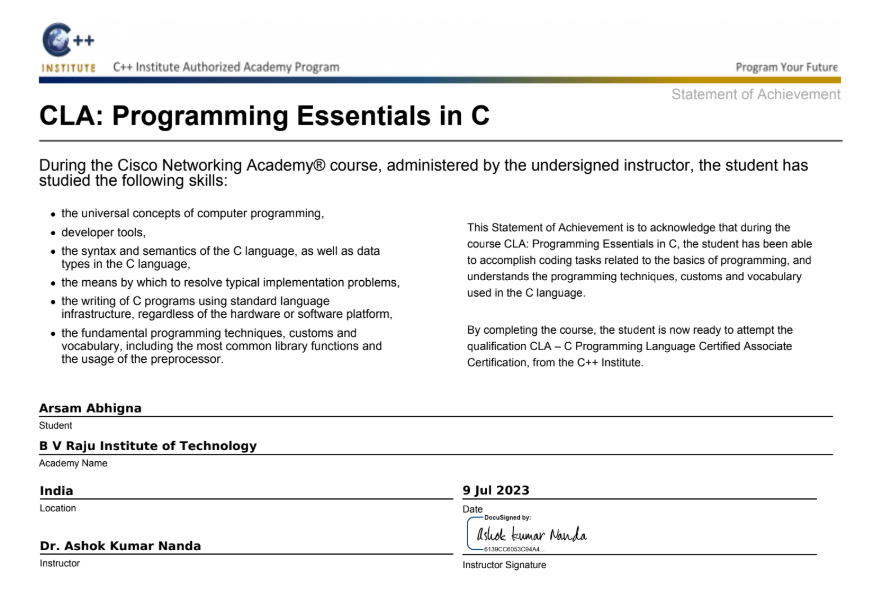 C++
INSTITUTE C++ Institute Authorized Academy Program
Program Your Future
Statement of Achievement
CLA: Programming Essentials in C
During the Cisco Networking Academy® course, administered by the undersigned instructor, the student has
studied the following skills:
• the universal concepts of computer programming,
• developer tools,
• the syntax and semantics of the C language, as well as data
types in the C language,
• the means by which to resolve typical implementation problems,
• the writing of C programs using standard language
infrastructure, regardless of the hardware or software platform,
• the fundamental programming techniques, customs and
vocabulary, including the most common library functions and
the usage of the preprocessor.
This Statement of Achievement is to acknowledge that during the
course CLA: Programming Essentials in C, the student has been able
to accomplish coding tasks related to the basics of programming, and
understands the programming techniques, customs and vocabulary
used in the C language.
By completing the course, the student is now ready to attempt the
qualification CLA – C Programming Language Certified Associate
Certification, from the C++ Institute.
Arsam Abhigna
Student
B V Raju Institute of Technology
Academy Name
India
Location
9 Jul 2023
Date
DocuSigned by:
Ashok kumar Nanda
6139CC6053C94A4...
Dr. Ashok Kumar Nanda
Instructor
Instructor Signature